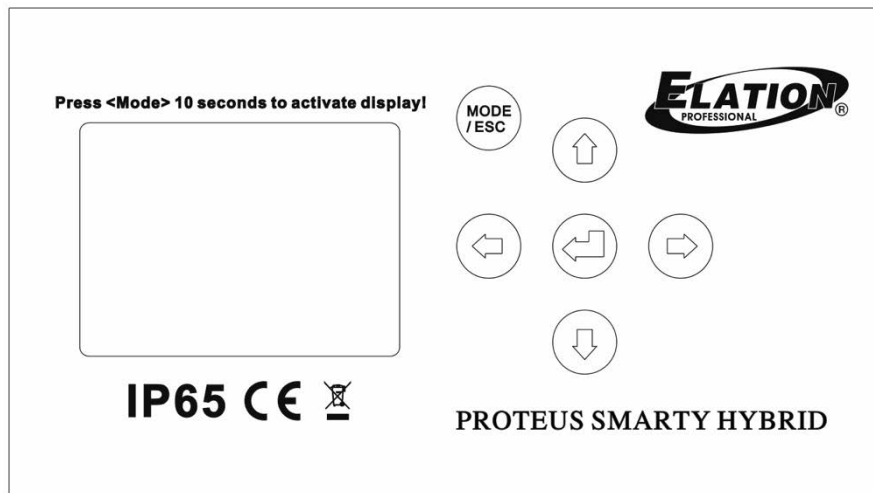 Press <Mode> 10 seconds to activate display!
MODE
/ESC
ELATION®
PROFESSIONAL
IP65 CE
PROTEUS SMARTY HYBRID